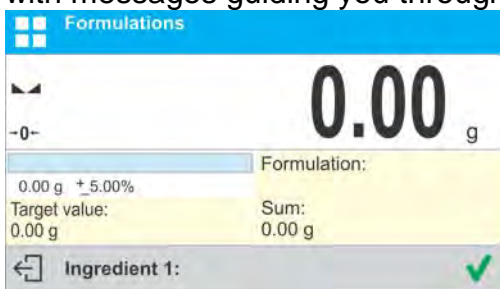 with messages guiding you through
Formulations
0.00 g
-0-
0.00 g ±5.00%
Formulation:
Target value:
0.00 g
Sum:
0.00 g
Ingredient 1: